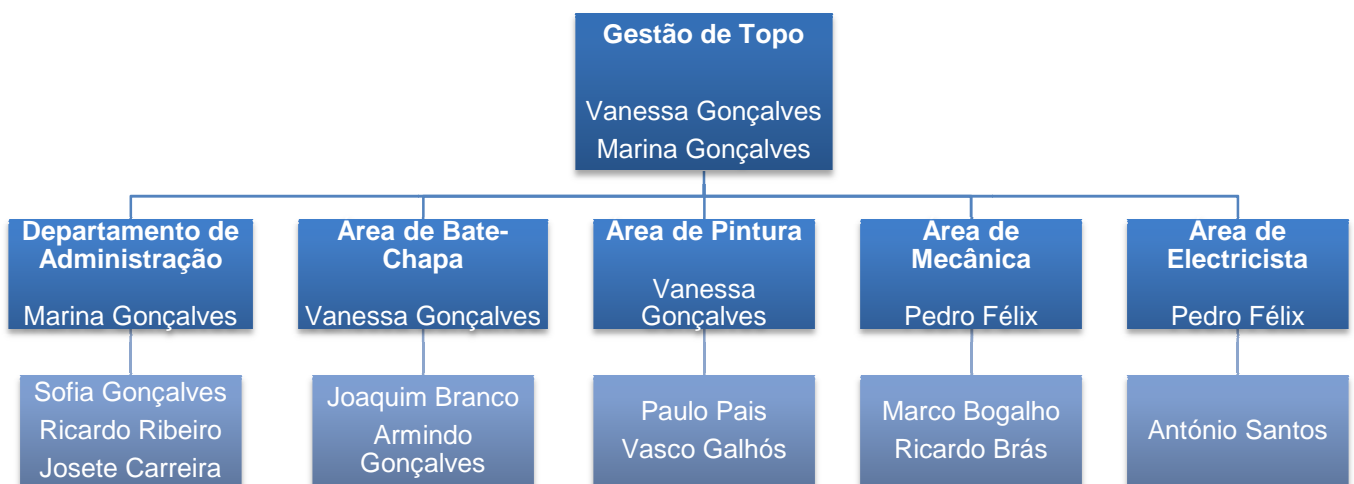 Gestão de Topo
Vanessa Gonçalves
Marina Gonçalves
Departamento de
Administração
Marina Gonçalves
Area de Bate-
Chapa
Vanessa Gonçalves
Area de Pintura
Vanessa
Gonçalves
Area de
Mecânica
Pedro Félix
Area de
Electricista
Pedro Félix
Sofia Gonçalves
Ricardo Ribeiro
Josete Carreira
Joaquim Branco
Armindo
Gonçalves
Paulo Pais
Vasco Galhós
Marco Bogalho
Ricardo Brás
António Santos